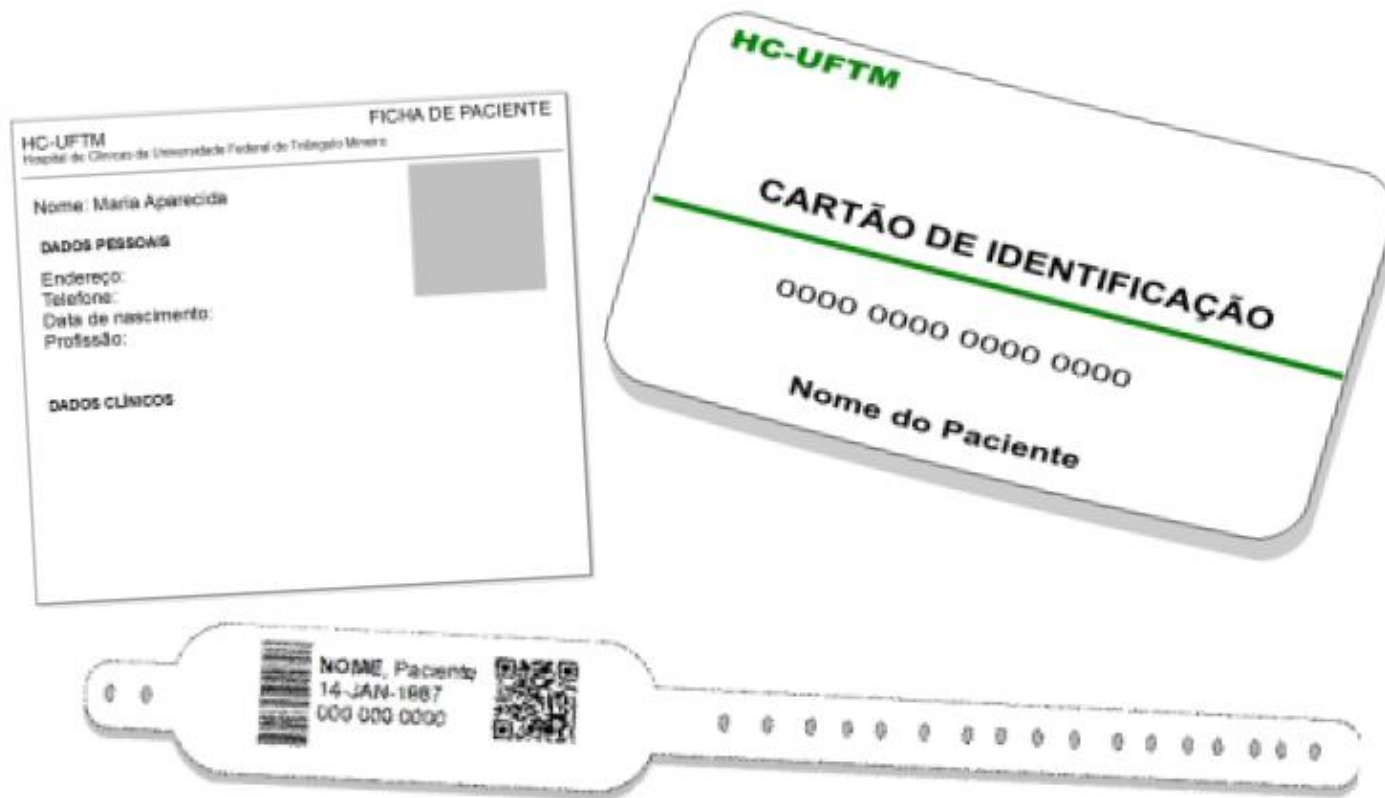 HC-UFTM
FICHA DE PACIENTE
Hospital de Clínicas da Universidade Federal do Triângulo Mineiro
Nome: Maria Aparecida
DADOS PESSOAIS
Endereço:
Telefone:
Data de nascimento:
Profissão:
DADOS CLÍNICOS
HC-UFTM
CARTÃO DE IDENTIFICAÇÃO
0000 0000 0000 0000
Nome do Paciente
NOME, Paciente
14-JAN-1987
000 000 0000